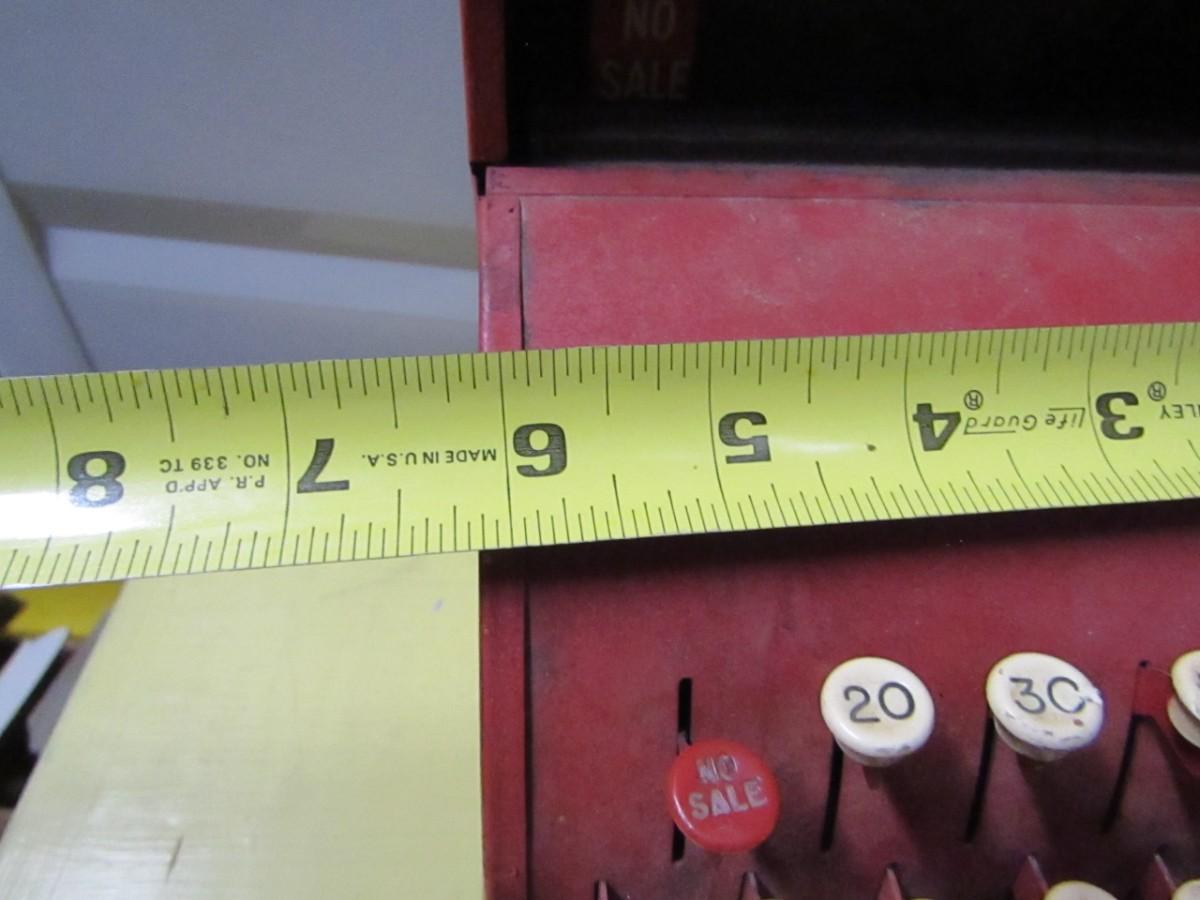 NO
SALE
8
P.R. APP'D
NO. 339 TC
7
MADE IN U.S.A.
6
5
4
®
Life Guard
3
LEY ®
20
30
NO
SALE